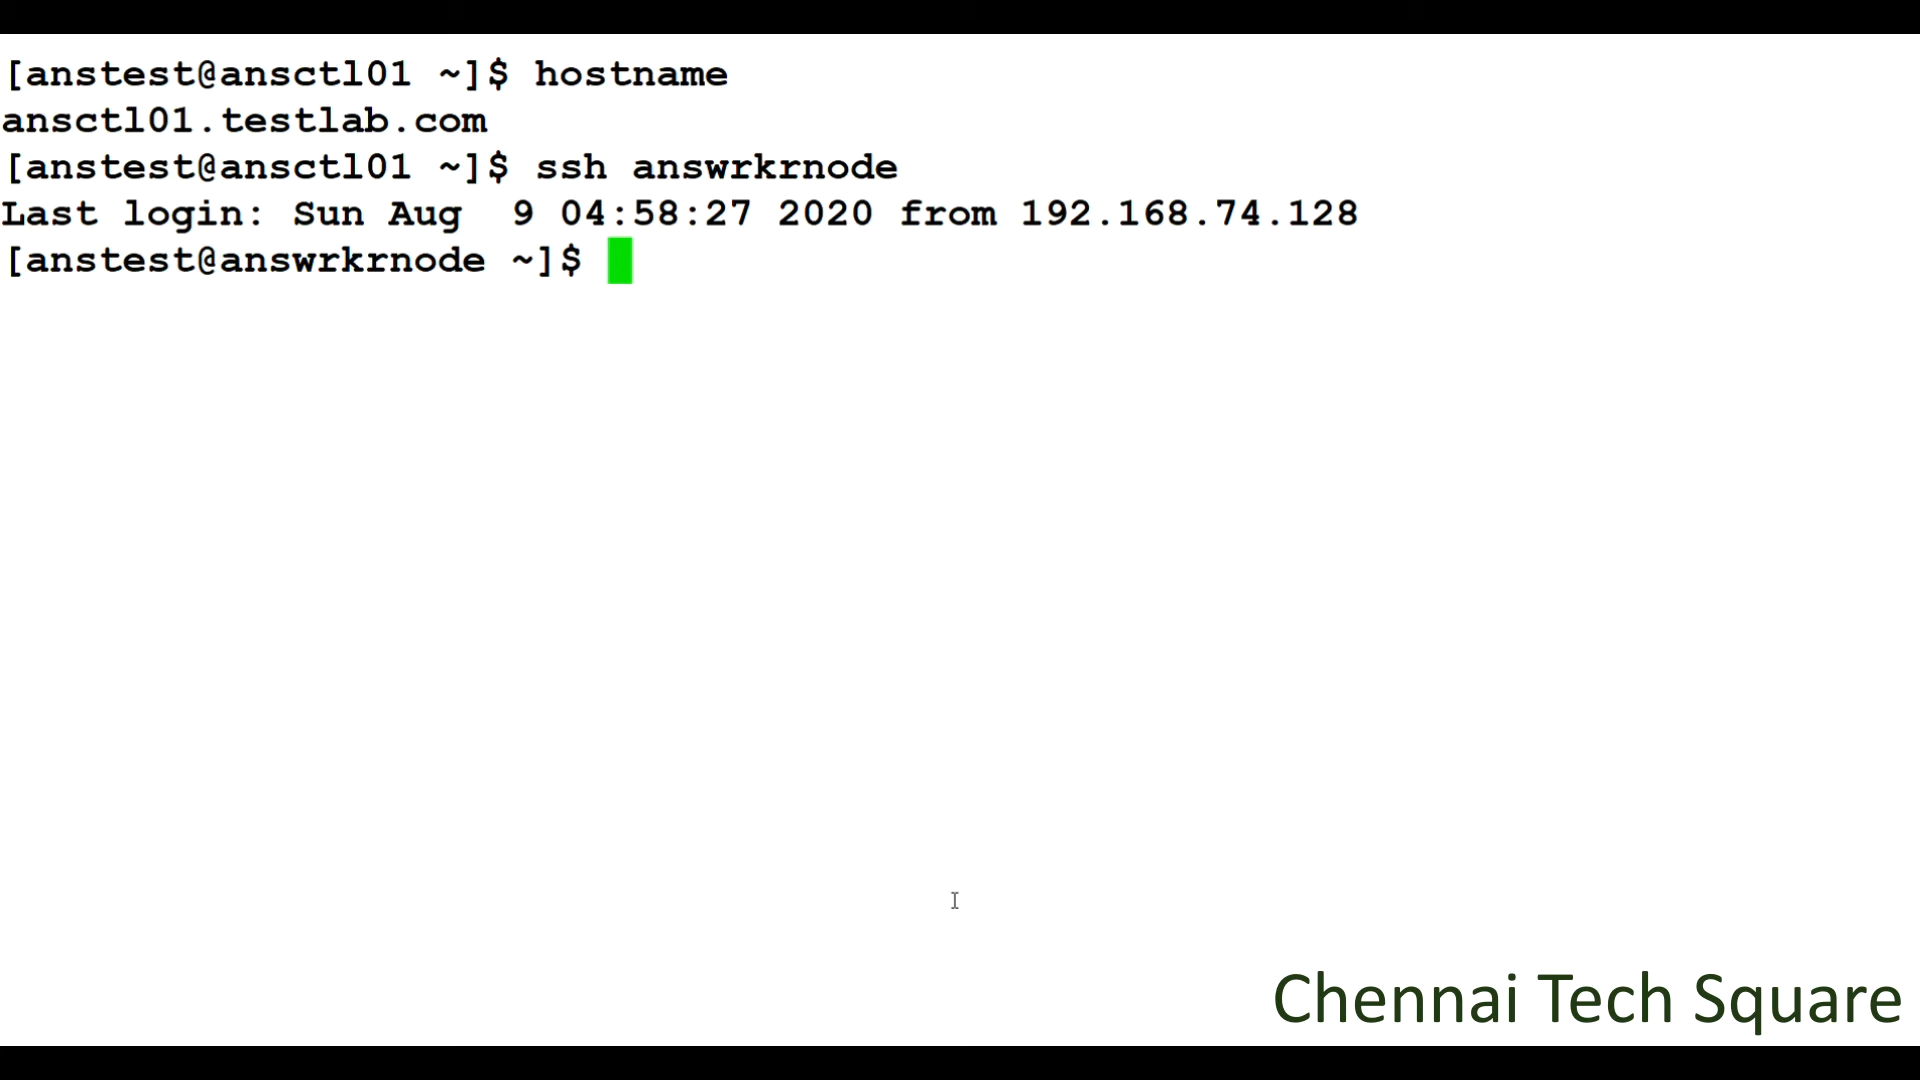 [anstest@ansctl01 ~]$ hostname
ansctl01.testlab.com
[anstest@ansctl01 ~]$ ssh answrkrnode
Last login: Sun Aug  9 04:58:27 2020 from 192.168.74.128
[anstest@answrkrnode ~]$
Chennai Tech Square